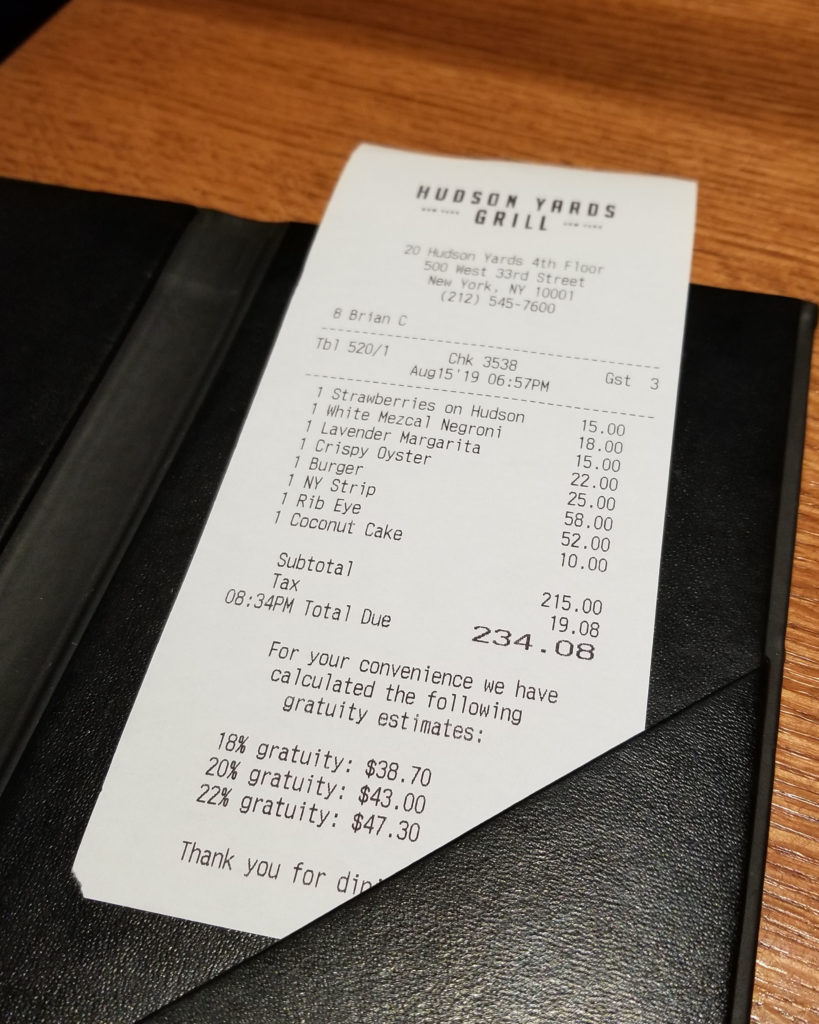 HUDSON YARDS
NEW YORK GRILL NEW YORK
20 Hudson Yards 4th Floor
500 West 33rd Street
New York, NY 10001
(212) 545-7600
8 Brian C
Tbl 520/1 Chk 3538 Gst 3
Aug15'19 06:57PM
1 Strawberries on Hudson 15.00
1 White Mezcal Negroni 18.00
1 Lavender Margarita 15.00
1 Crispy Oyster 22.00
1 Burger 25.00
1 NY Strip 58.00
1 Rib Eye 52.00
1 Coconut Cake 10.00
Subtotal 215.00
Tax 19.08
08:34PM Total Due 234.08
For your convenience we have
calculated the following
gratuity estimates:
18% gratuity: $38.70
20% gratuity: $43.00
22% gratuity: $47.30
Thank you for